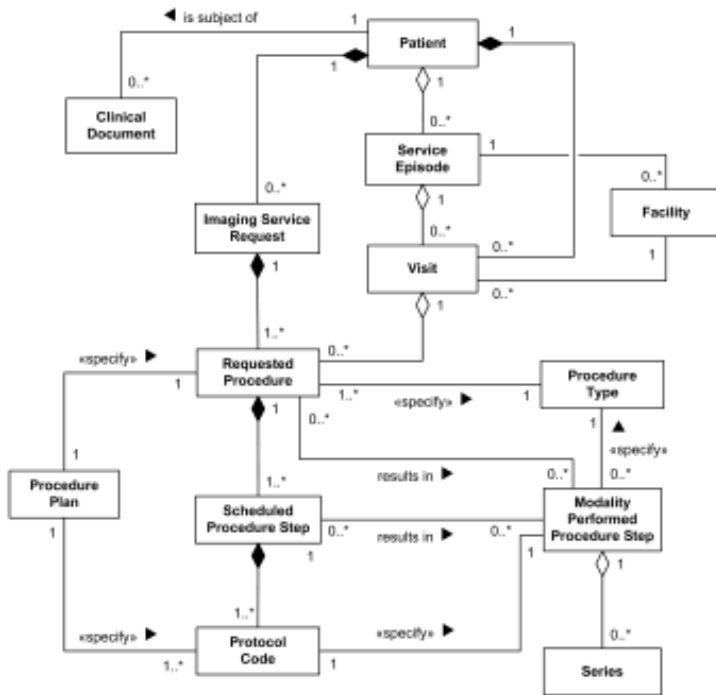 ◄ is subject of
1
Patient
1
1
1
0..*
0..*
Clinical
Document
Service
Episode
1
1
0..*
0..*
Facility
Imaging Service
Request
1
0..*
0..*
1
Visit
0..*
1
1..*
0..*
«specify» ►
1
Requested
Procedure
1
1..*
«specify» ►
1
Procedure
Type
1
▲
«specify»
0..*
1
results in ►
0..*
0..*
Procedure
Plan
1
1..*
Scheduled
Procedure Step
1
0..*
results in ►
0..*
Modality
Performed
Procedure Step
1
1
1..*
«specify» ►
1..*
Protocol
Code
1
«specify» ►
0..*
Series